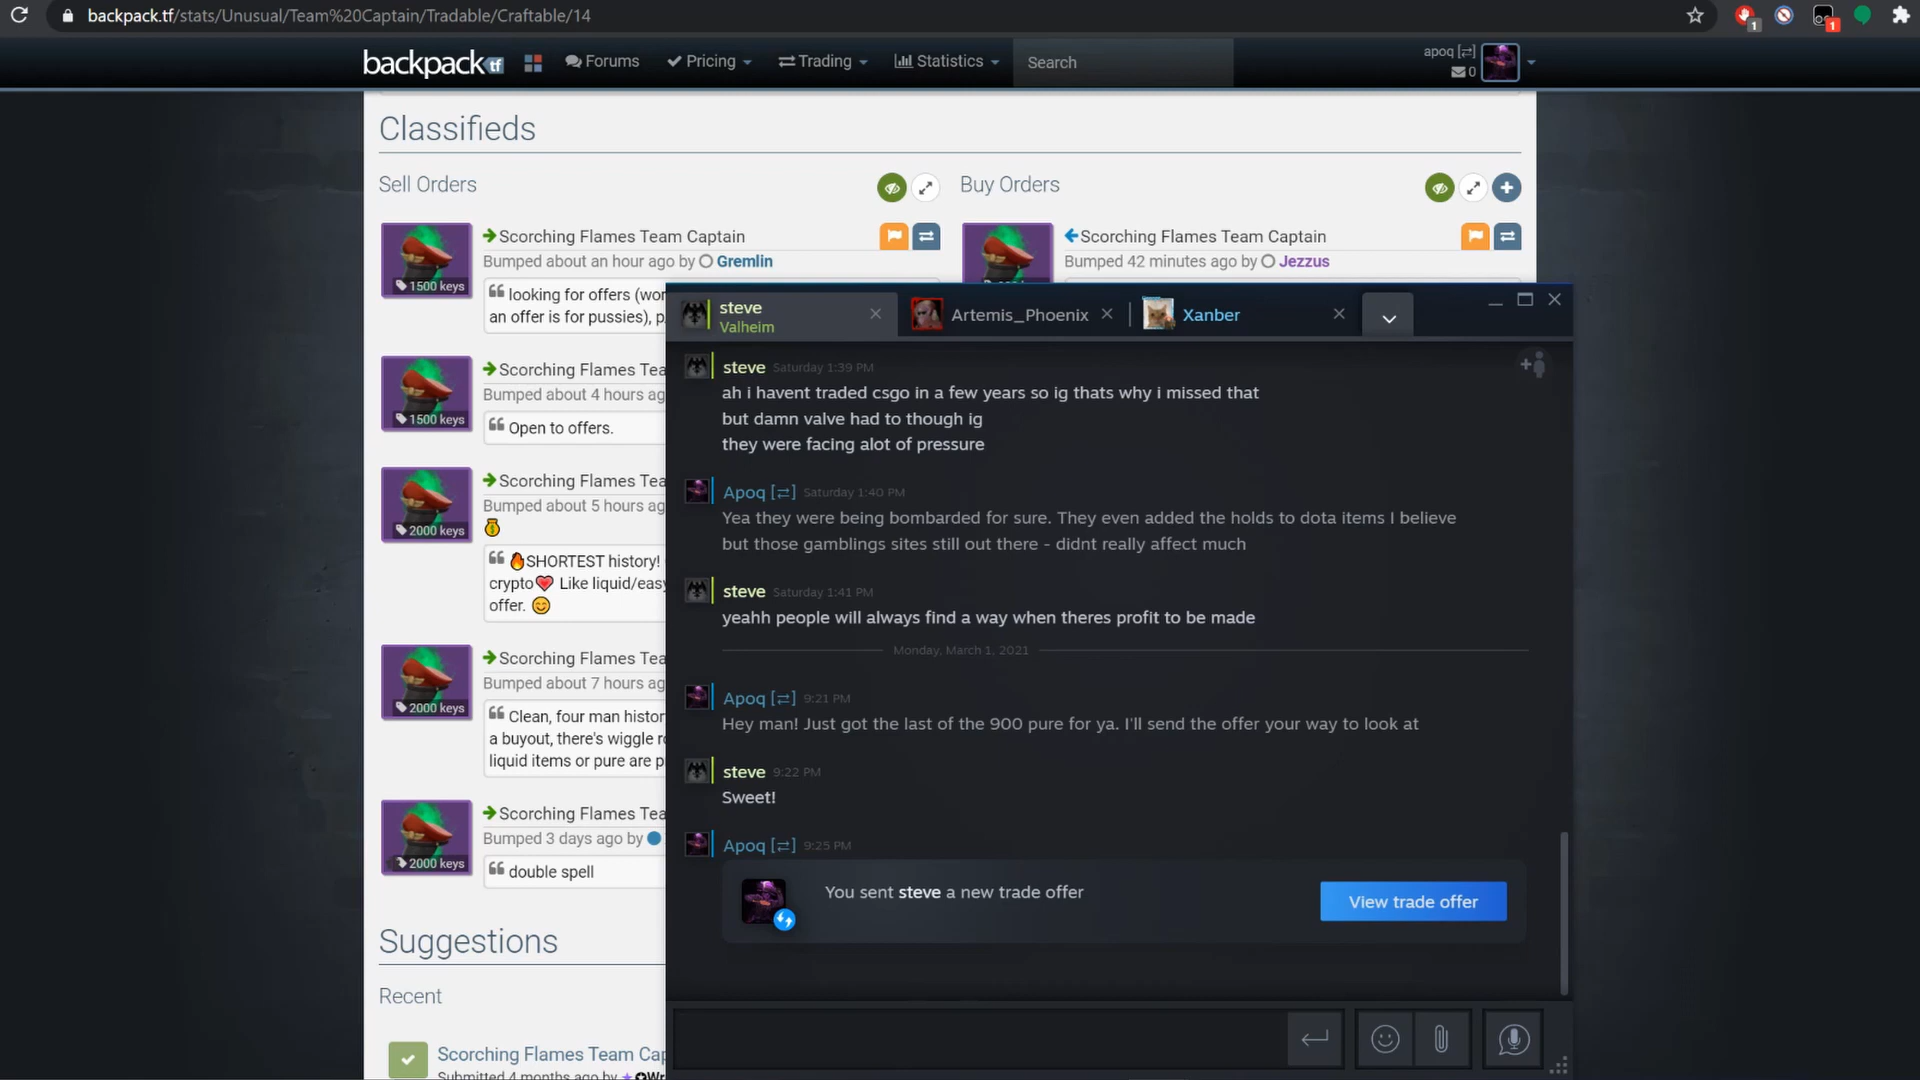 backpack.tf/stats/Unusual/Team%20Captain/Tradable/Craftable/14
1
1
backpack tf
Forums
Pricing
Trading
Statistics
Search
apoq [⇄]
0
Classifieds
Sell Orders
Buy Orders
Scorching Flames Team Captain
Bumped about an hour ago by Gremlin
1500 keys
looking for offers (wor
an offer is for pussies), p
Scorching Flames Team Captain
Bumped 42 minutes ago by Jezzus
Scorching Flames Tea
Bumped about 4 hours ag
1500 keys
Open to offers.
Scorching Flames Tea
Bumped about 5 hours ag
2000 keys
🔥SHORTEST history!
crypto❤️ Like liquid/easy
offer. 😊
Scorching Flames Tea
Bumped about 7 hours ag
2000 keys
Clean, four man histor
a buyout, there's wiggle ro
liquid items or pure are p
Scorching Flames Tea
Bumped 3 days ago by
2000 keys
double spell
Suggestions
Recent
Scorching Flames Team Cap
Submitted 4 months ago by
steve
Valheim
Artemis_Phoenix
Xanber
steve Saturday 1:39 PM
ah i havent traded csgo in a few years so ig thats why i missed that
but damn valve had to though ig
they were facing alot of pressure
Apoq [⇄] Saturday 1:40 PM
Yea they were being bombarded for sure. They even added the holds to dota items I believe
but those gamblings sites still out there - didnt really affect much
steve Saturday 1:41 PM
yeahh people will always find a way when theres profit to be made
Monday, March 1, 2021
Apoq [⇄] 9:21 PM
Hey man! Just got the last of the 900 pure for ya. I'll send the offer your way to look at
steve 9:22 PM
Sweet!
Apoq [⇄] 9:25 PM
You sent steve a new trade offer
View trade offer